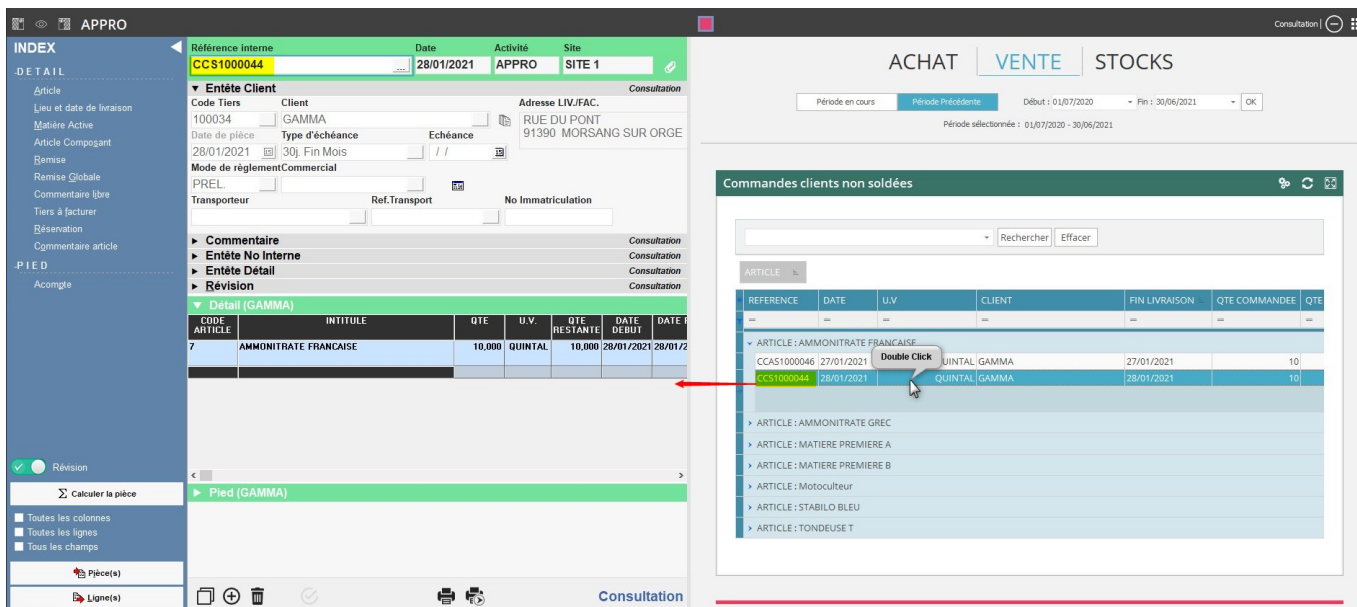 APPRO
Consultation
INDEX
DETAIL
Article
Lieu et date de livraison
Matière Active
Article Composant
Remise
Remise Globale
Commentaire libre
Tiers à facturer
Réservation
Commentaire article
PIED
Acompte
Révision
Σ Calculer la pièce
Toutes les colonnes
Toutes les lignes
Tous les champs
Pièce(s)
Ligne(s)
Référence interne Date Activité Site
CCS1000044 ... 28/01/2021 APPRO SITE 1
Entête Client Consultation
Code Tiers Client Adresse LIV./FAC.
100034 GAMMA RUE DU PONT
91390 MORSANG SUR ORGE
Date de pièce Type d'échéance Echéance
28/01/2021 30j. Fin Mois / /
Mode de règlement Commercial
PREL.
Transporteur Ref.Transport No Immatriculation
Commentaire Consultation
Entête No Interne Consultation
Entête Détail Consultation
Révision Consultation
Détail (GAMMA)
CODE ARTICLE INTITULE QTE U.V. QTE RESTANTE DATE DEBUT DATE F
7 AMMONITRATE FRANCAISE 10,000 QUINTAL 10,000 28/01/2021 28/01/2
Pied (GAMMA)
Consultation
ACHAT VENTE STOCKS
Période en cours Période Précédente Début : 01/07/2020 Fin : 30/06/2021 OK
Période sélectionnée : 01/07/2020 - 30/06/2021
Commandes clients non soldées
Rechercher Effacer
ARTICLE
REFERENCE DATE U.V CLIENT FIN LIVRAISON QTE COMMANDEE QTE
= = = = = = =
ARTICLE : AMMONITRATE FRANCAISE
CCAS1000046 27/01/2021 UINTAL GAMMA 27/01/2021 10
Double Click
CCS1000044 28/01/2021 QUINTAL GAMMA 28/01/2021 10
ARTICLE : AMMONITRATE GREC
ARTICLE : MATIERE PREMIERE A
ARTICLE : MATIERE PREMIERE B
ARTICLE : Motoculteur
ARTICLE : STABILO BLEU
ARTICLE : TONDEUSE T